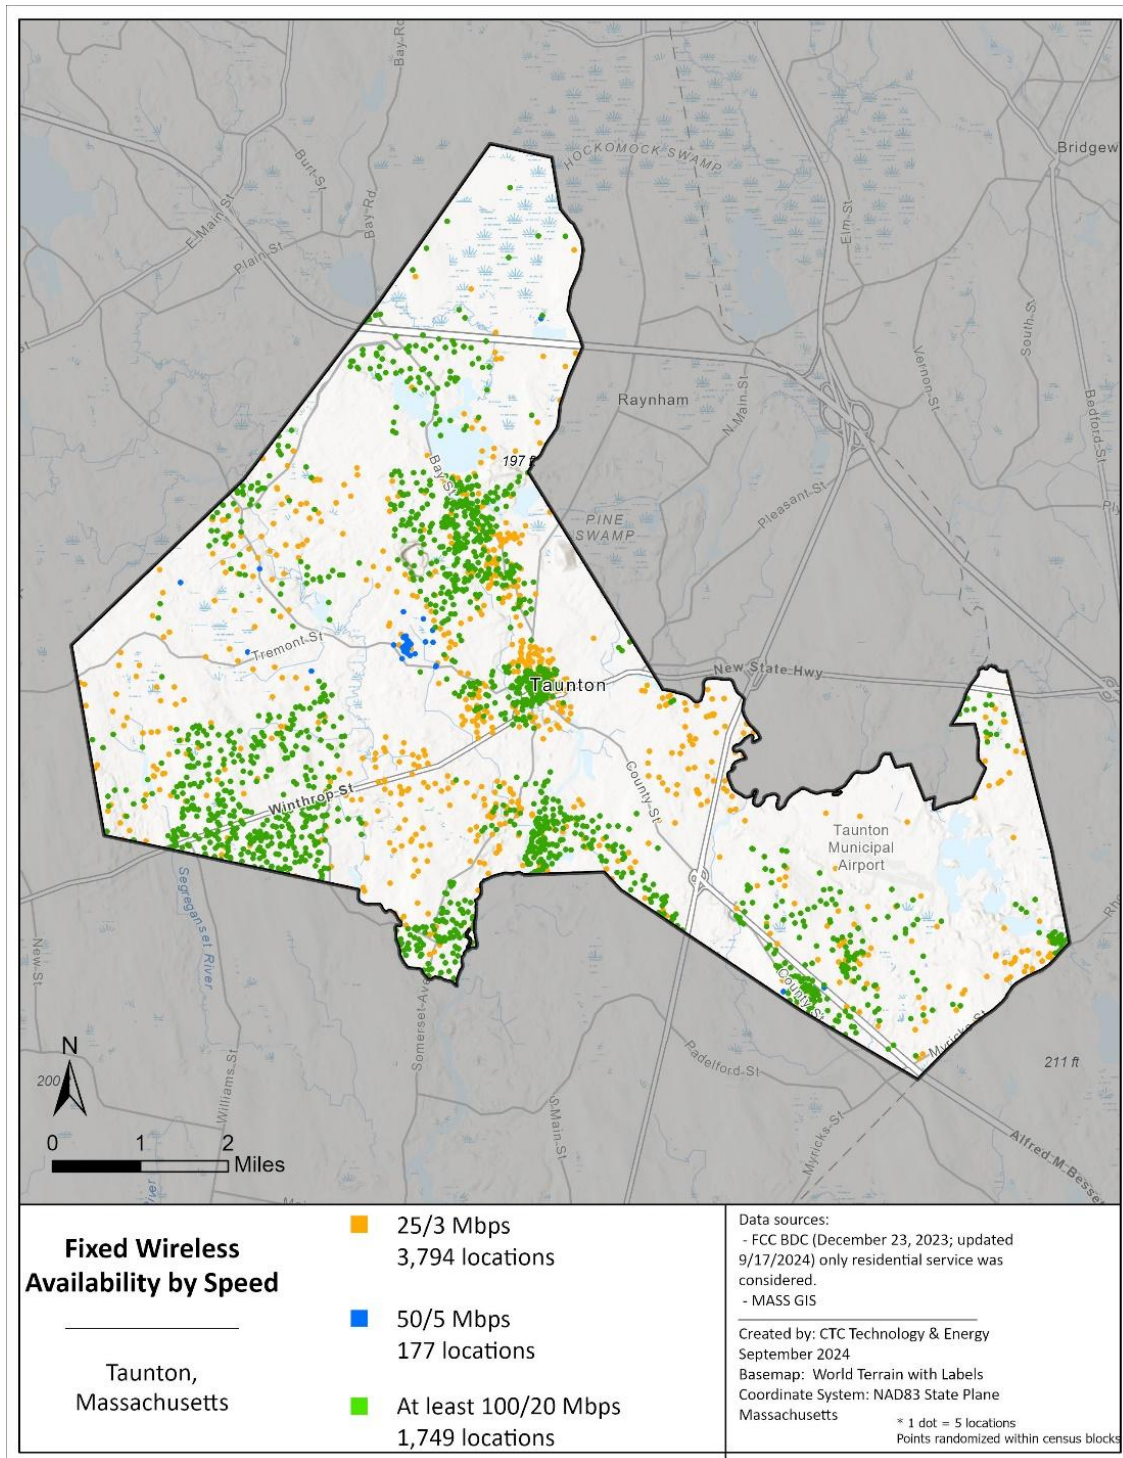 Bay Rd
Bridgew
HOCKOMOCK SWAMP
Burt St
Elm St
Bay Rd
E Main St
Plain St
South St
St
Vernon St
Raynham
N Main St
Bedford St
197 ft
Bay St
Pleasant St
PINE
SWAMP
Tremont St
New State Hwy
Taunton
County St
Winthrop St
Taunton
Municipal
Airport
Segreganset River
New St
County St
Somerset Ave
Myricks St
Padelford St
211 ft
N
200
Williams St
S Main St
Myricks St
Alfred M Besse
0 1 2
Miles
Fixed Wireless
Availability by Speed
Taunton,
Massachusetts
25/3 Mbps
3,794 locations
50/5 Mbps
177 locations
At least 100/20 Mbps
1,749 locations
Data sources:
- FCC BDC (December 23, 2023; updated
9/17/2024) only residential service was
considered.
- MASS GIS
Created by: CTC Technology & Energy
September 2024
Basemap: World Terrain with Labels
Coordinate System: NAD83 State Plane
Massachusetts
* 1 dot = 5 locations
Points randomized within census blocks